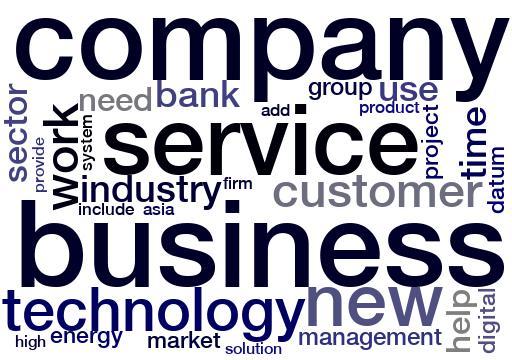 company
sector
need
bank
group
use
add
product
provide
work
system
service
project
time
datum
industry
firm
customer
include
asia
business
technology
new
help
digital
high
energy
market
solution
management